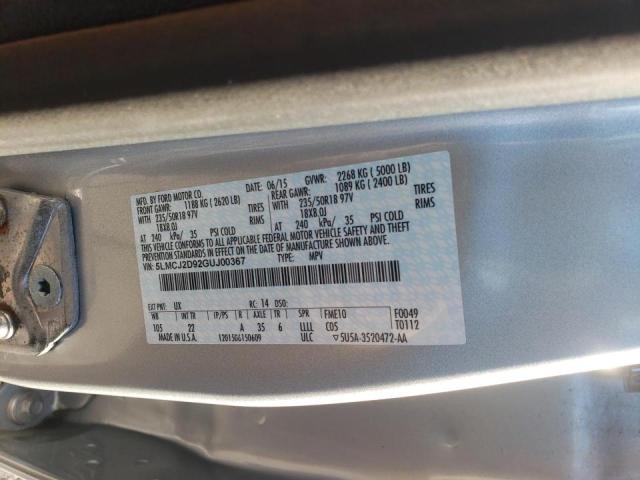 MFD. BY FORD MOTOR CO.
DATE: 06/15 GVWR: 2268 KG ( 5000 LB)
FRONT GAWR: 1188 KG ( 2620 LB) REAR GAWR: 1089 KG ( 2400 LB)
WITH 235/50R18 97V TIRES WITH 235/50R18 97V TIRES
18X8.0J RIMS 18X8.0J RIMS
AT 240 kPa/ 35 PSI COLD AT 240 kPa/ 35 PSI COLD
THIS VEHICLE CONFORMS TO ALL APPLICABLE FEDERAL MOTOR VEHICLE SAFETY AND THEFT
PREVENTION STANDARDS IN EFFECT ON THE DATE OF MANUFACTURE SHOWN ABOVE.
VIN: 5LMCJ2D92GUJ00367 TYPE: MPV
EXT PNT: UX RC: 14 DSO:
WB INT TR TP/PS R AXLE TR SPR FME10 F0049
105 22 A 35 6 LLLL COS T0112
MADE IN U.S.A. 1201506150609 ULC ▽5U5A-3520472-AA